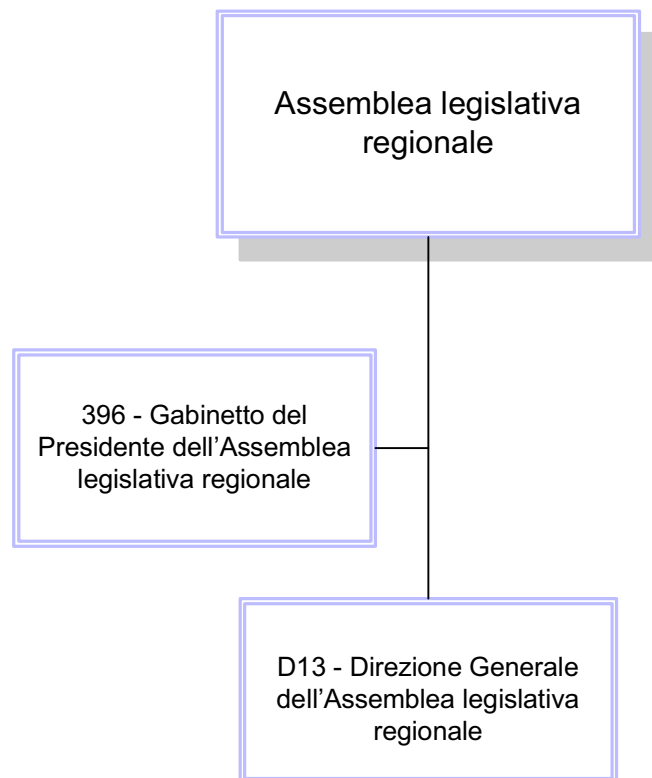 Assemblea legislativa
regionale
396 - Gabinetto del
Presidente dell’Assemblea
legislativa regionale
D13 - Direzione Generale
dell’Assemblea legislativa
regionale